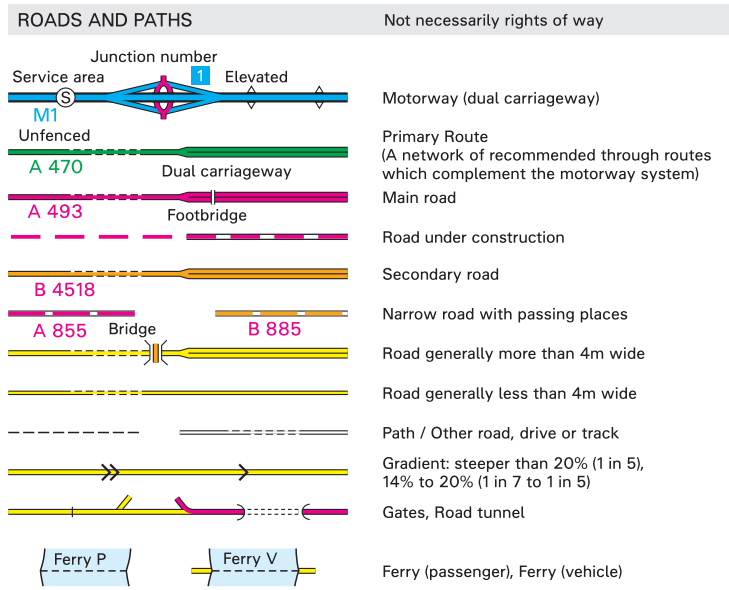 ROADS AND PATHS
Not necessarily rights of way
Junction number
Service area
1
Elevated
S
Motorway (dual carriageway)
M1
Unfenced
Primary Route
(A network of recommended through routes
which complement the motorway system)
A 470
Dual carriageway
Main road
A 493
Footbridge
Road under construction
Secondary road
B 4518
Narrow road with passing places
A 855
Bridge
B 885
Road generally more than 4m wide
Road generally less than 4m wide
Path / Other road, drive or track
Gradient: steeper than 20% (1 in 5),
14% to 20% (1 in 7 to 1 in 5)
Gates, Road tunnel
Ferry P
Ferry V
Ferry (passenger), Ferry (vehicle)